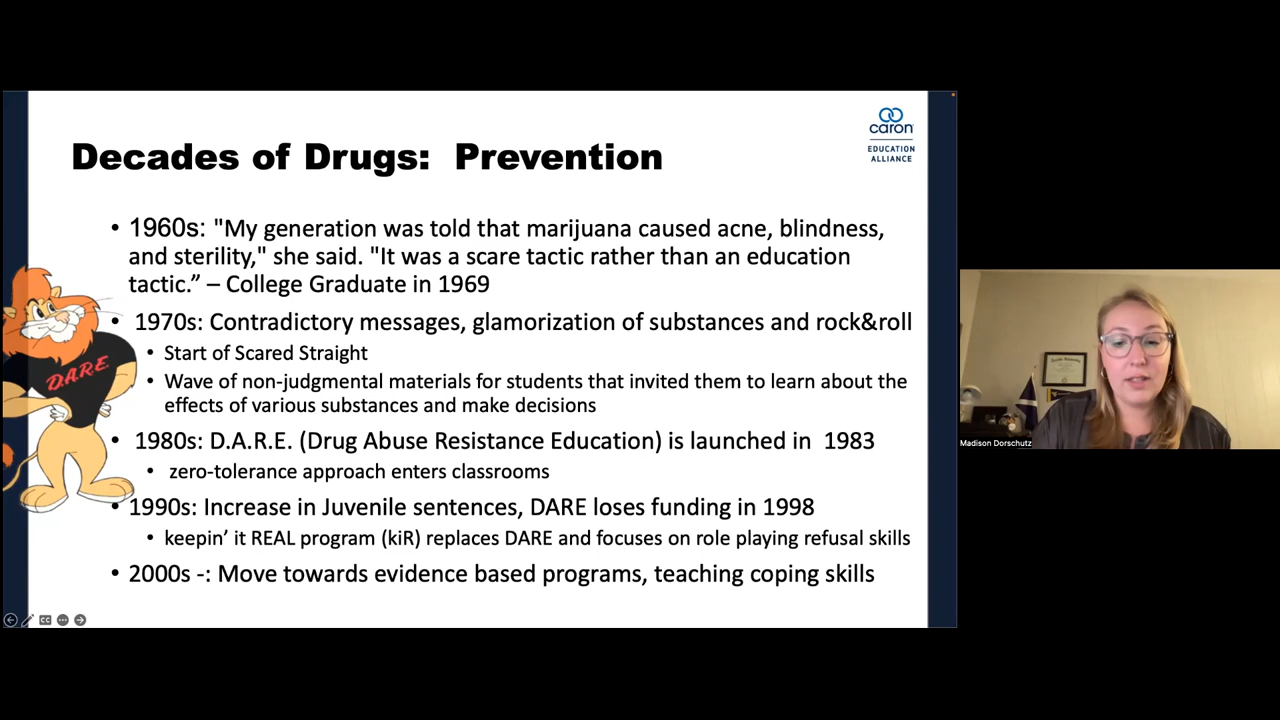 caron
EDUCATION
ALLIANCE
Decades of Drugs:  Prevention
• 1960s: "My generation was told that marijuana caused acne, blindness,
and sterility," she said. "It was a scare tactic rather than an education
tactic.” – College Graduate in 1969
• 1970s: Contradictory messages, glamorization of substances and rock&roll
• Start of Scared Straight
• Wave of non-judgmental materials for students that invited them to learn about the
effects of various substances and make decisions
D.A.R.E.
• 1980s: D.A.R.E. (Drug Abuse Resistance Education) is launched in  1983
• zero-tolerance approach enters classrooms
• 1990s: Increase in Juvenile sentences, DARE loses funding in 1998
• keepin’ it REAL program (kiR) replaces DARE and focuses on role playing refusal skills
• 2000s -: Move towards evidence based programs, teaching coping skills
CC
Madison Dorschutz